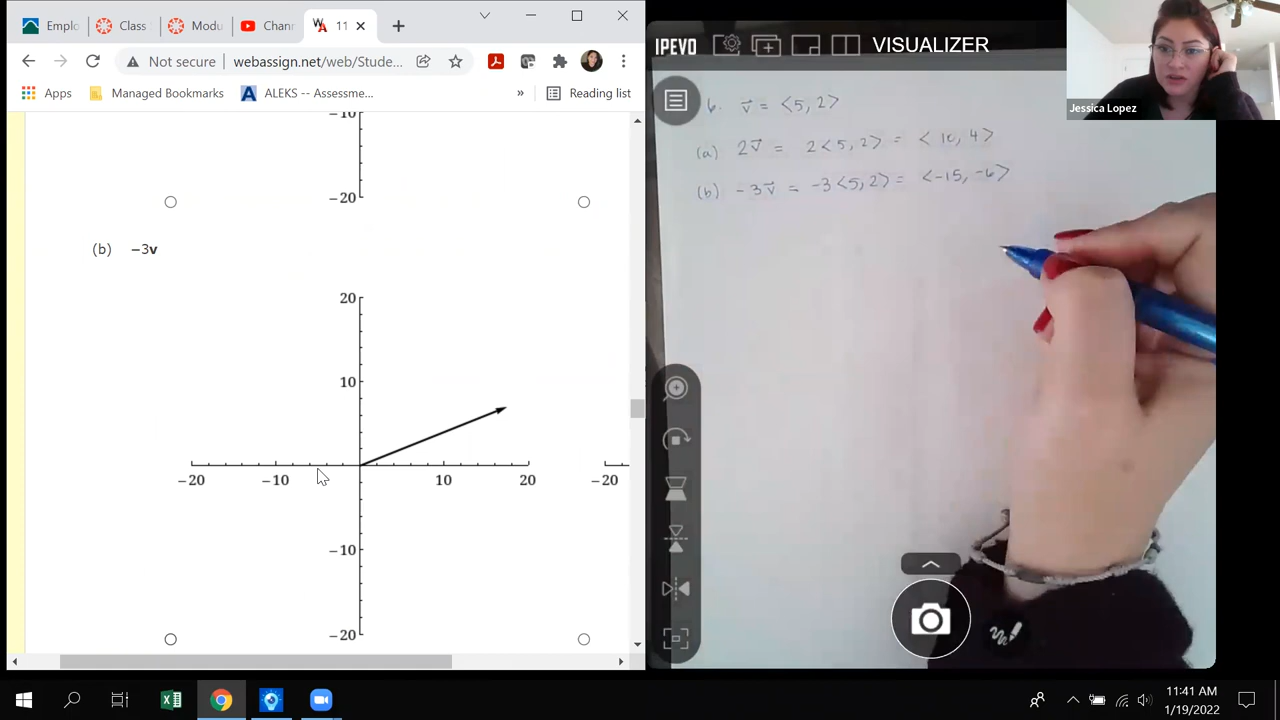 Emplo
Class
Modu
Chan
11
Not secure
webassign.net/web/Stude...
Apps
Managed Bookmarks
ALEKS -- Assessme...
»
Reading list
−10
−20
(b) −3v
20
10
−20 −10 10 20 −20
−10
−20
IPEVO VISUALIZER
6. v⃗ = <5, 2>
(a) 2v⃗ = 2<5, 2> = <10, 4>
(b) -3v⃗ = -3<5, 2> = <-15, -6>
Jessica Lopez
11:41 AM
1/19/2022